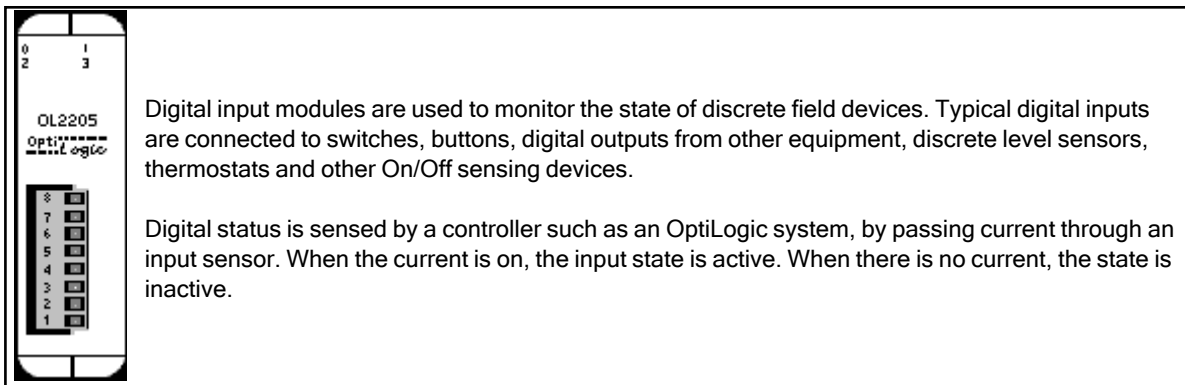 0 1
2 3
OL2205
OptiLogic
8
7
6
5
4
3
2
1
Digital input modules are used to monitor the state of discrete field devices. Typical digital inputs
are connected to switches, buttons, digital outputs from other equipment, discrete level sensors,
thermostats and other On/Off sensing devices.
Digital status is sensed by a controller such as an OptiLogic system, by passing current through an
input sensor. When the current is on, the input state is active. When there is no current, the state is
inactive.